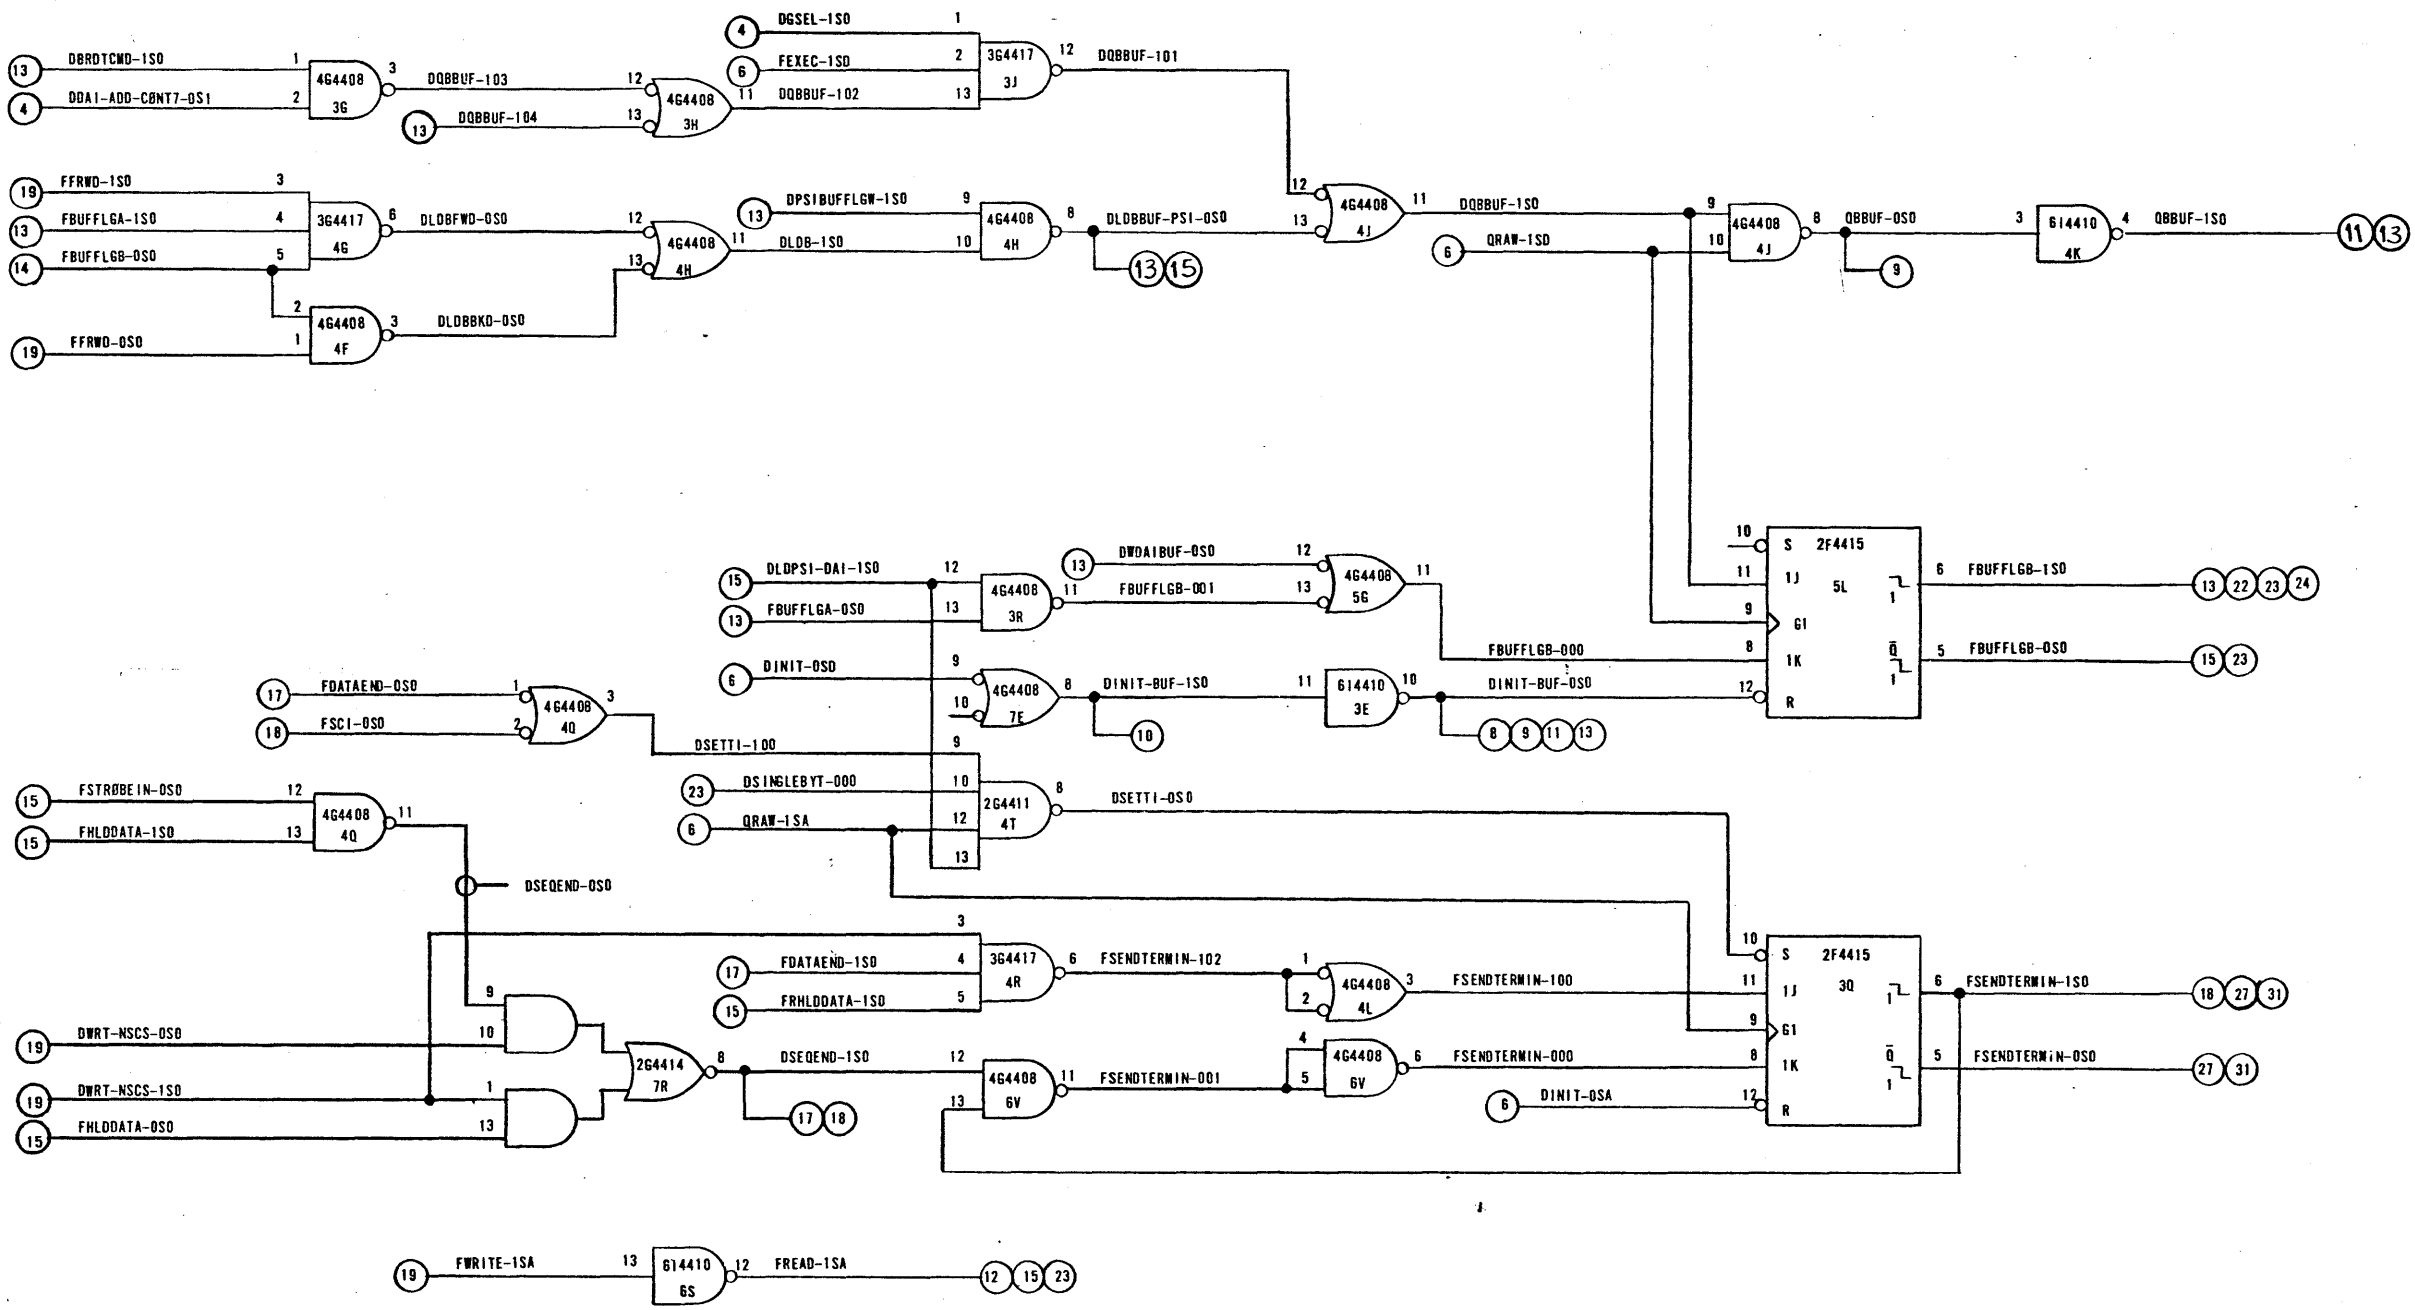 DGSEL-1S0 1
4
13 DBRDTCMD-1S0 1
4G4408 3
3G
4 DDAI-ADD-CØNT7-0S1 2
DQBBUF-103 12
13 DQBBUF-104 13
4G4408 11
3H
6 FEXEC-1SD 2
DQBBUF-102 13
3G4417 12
3J
DQBBUF-101
19 FFRWD-1S0 3
13 FBUFFLGA-1S0 4
14 FBUFFLGB-0S0 5
3G4417 6
4G
DLDBFWD-0S0 12
13
4G4408 11
4H
13 DPSIBUFFLGW-1S0 9
DLDB-1S0 10
4G4408 8
4H
DLDBBUF-PSI-0S0 13
13 15
12
4G4408 11
4J
DQBBUF-1S0 9
6 QRAW-1SD 10
4G4408 8
4J
QBBUF-0S0 3
9
614410 4
4K
QBBUF-1S0
11 13
2
19 FFRWD-0S0 1
4G4408 3
4F
DLDBBKD-0S0
15 DLDPSI-DAI-1S0 12
13 FBUFFLGA-0S0 13
4G4408 11
3R
FBUFFLGB-001 13
13 DWDAIBUF-0S0 12
4G4408 11
5G
FBUFFLGB-000 8
10 S 2F4415
11 1J 5L
9 G1
1K
12 R
1 6 FBUFFLGB-1S0 13 22 23 24
Q 1 5 FBUFFLGB-0S0 15 23
6 DINIT-0SD 9
10
4G4408 8
7E
DINIT-BUF-1S0 11
10
614410 10
3E
DINIT-BUF-0S0
8 9 11 13
17 FDATAEND-0S0 1
18 FSCI-0S0 2
4G4408 3
4Q
DSETTI-100 9
23 DSINGLEBYT-000 10
6 QRAW-1SA 12
13
2G4411 8
4T
DSETTI-0S0
15 FSTRØBEIN-0S0 12
15 FHLDDATA-1S0 13
4G4408 11
4Q
DSEQEND-0S0
3
17 FDATAEND-1S0 4
15 FRHLDDATA-1S0 5
3G4417 6
4R
FSENDTERMIN-102 1
2
4G4408 3
4L
FSENDTERMIN-100 11
10 S 2F4415
1J 3Q
9 G1
8 1K
12 R
1 6 FSENDTERMIN-1S0 18 27 31
Q 1 5 FSENDTERMIN-0S0 27 31
9
19 DWRT-NSCS-0S0 10
19 DWRT-NSCS-1S0 1
15 FHLDDATA-0S0 13
2G4414 8
7R
DSEQEND-1S0 12
17 18
13
4G4408 11
6V
FSENDTERMIN-001 4
5
4G4408 6
6V
FSENDTERMIN-000
6 DINIT-0SA
19 FWRITE-1SA 13
614410 12
6S
FREAD-1SA
12 15 23